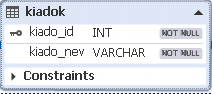 kiadok
kiado_id INT NOT NULL
kiado_nev VARCHAR NOT NULL
Constraints